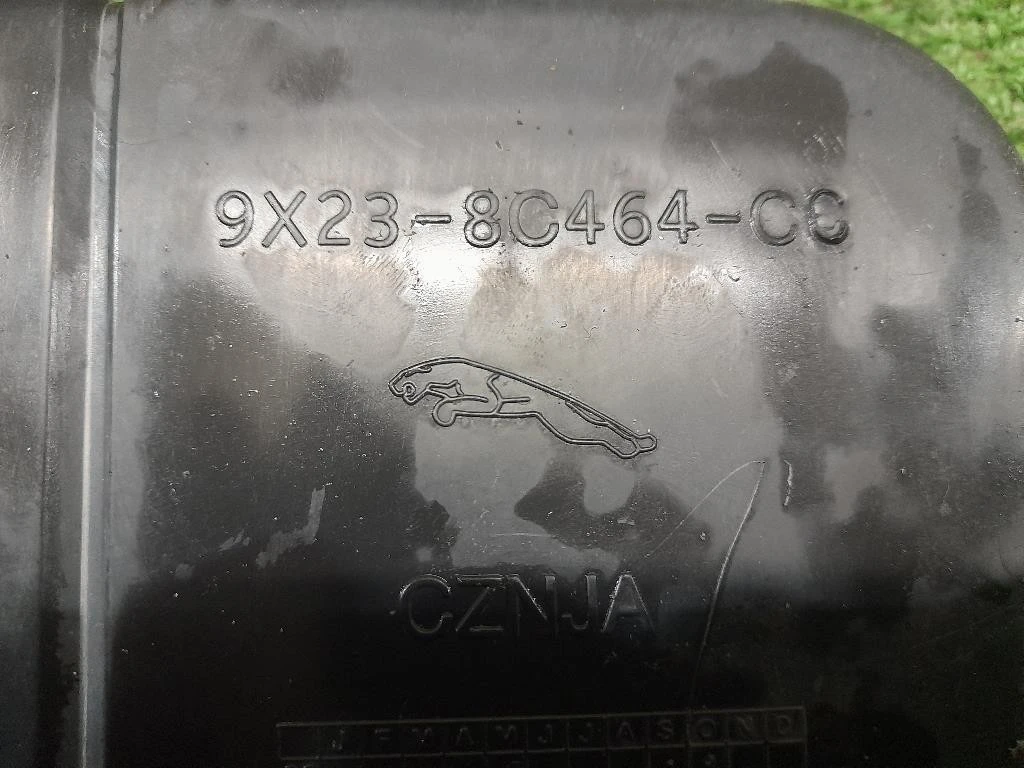 9X23-8C464-CC
CZNJA
J F M A M J J A S O N D